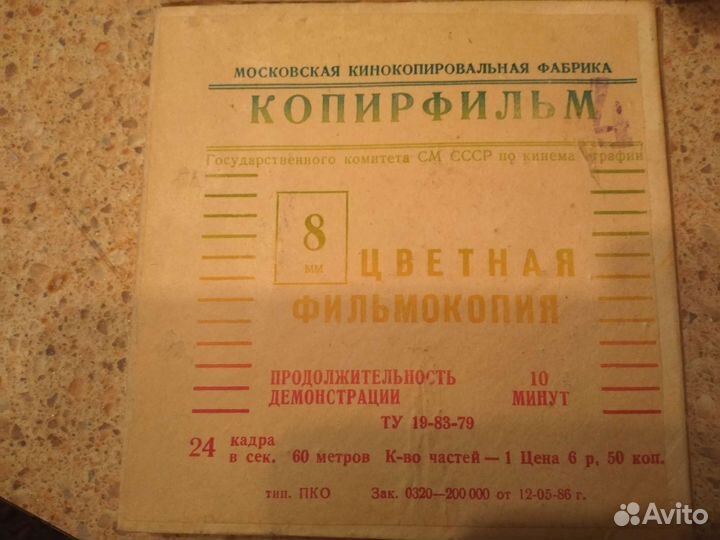 МОСКОВСКАЯ КИНОКОПИРОВАЛЬНАЯ ФАБРИКА
КОПИРФИЛЬМ
Государственного комитета СМ СССР по кинема графии
8
мм
ЦВЕТНАЯ
ФИЛЬМОКОПИЯ
ПРОДОЛЖИТЕЛЬНОСТЬ 10
ДЕМОНСТРАЦИИ МИНУТ
ТУ 19-83-79
24 кадра
в сек. 60 метров К-во частей — 1 Цена 6 р, 50 коп.
тип. ПКО Зак. 0320—200 000 от 12-05-86 г.
Avito